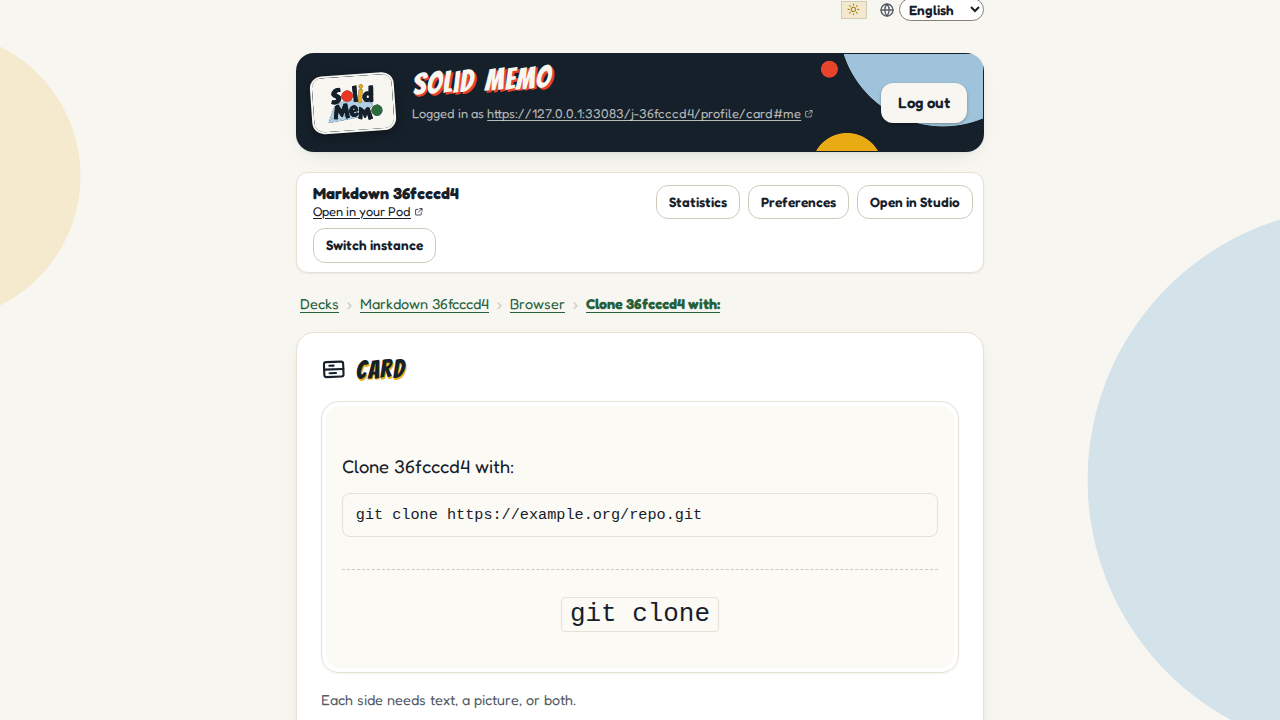 English
Solid Memo
SOLID MEMO
Logged in as https://127.0.0.1:33083/j-36fcccd4/profile/card#me
Log out
Markdown 36fcccd4
Open in your Pod
Statistics
Preferences
Open in Studio
Switch instance
Decks › Markdown 36fcccd4 › Browser › Clone 36fcccd4 with:
CARD
Clone 36fcccd4 with:
git clone https://example.org/repo.git
git clone
Each side needs text, a picture, or both.